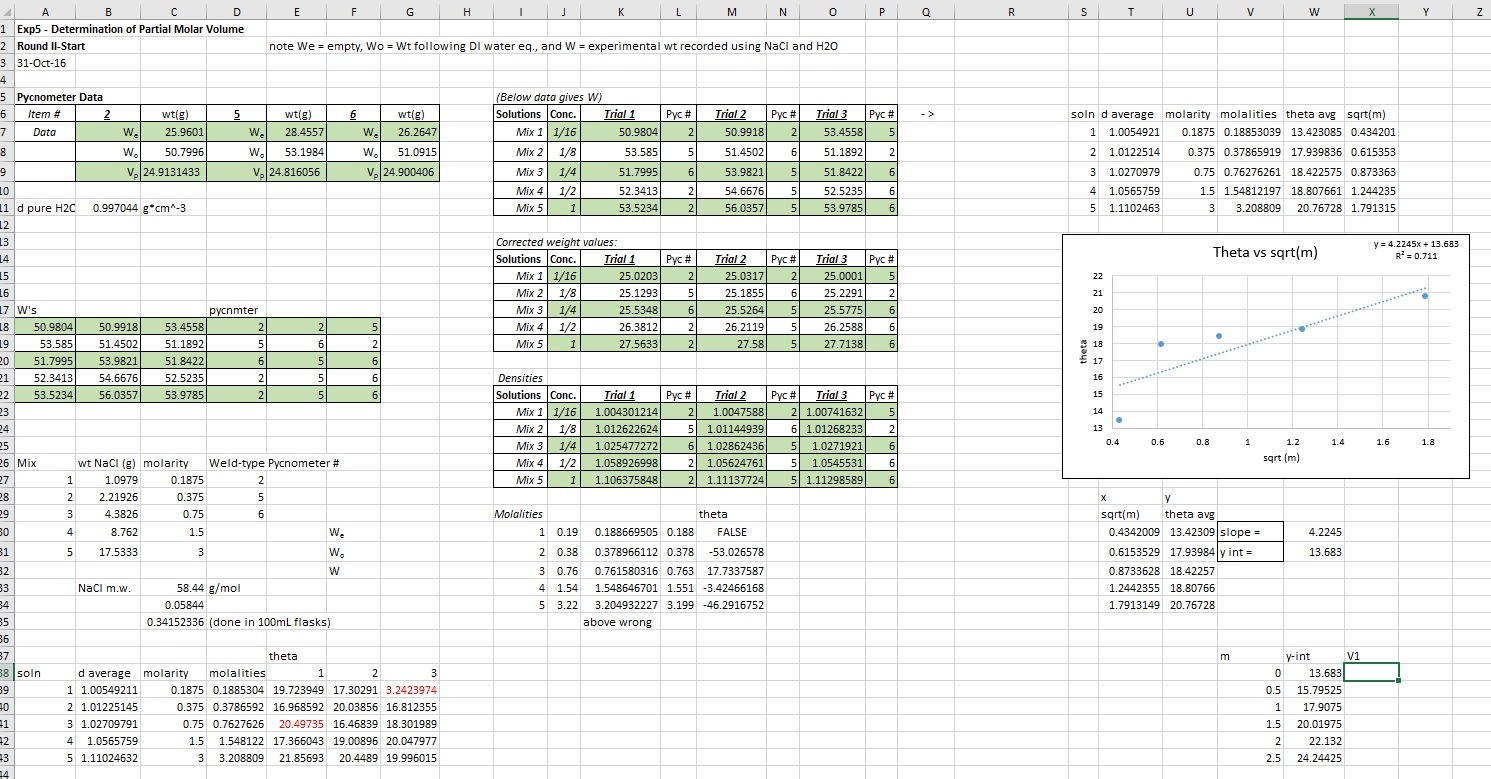 A B C D E F G H I J K L M N O P Q R S T U V W X Y Z
1 Exp5 - Determination of Partial Molar Volume
2 Round II-Start note We = empty, Wo = Wt following DI water eq., and W = experimental wt recorded using NaCl and H2O
3 31-Oct-16
4
5 Pycnometer Data (Below data gives W)
6 Item # 2 wt(g) 5 wt(g) 6 wt(g) Solutions Conc. Trial 1 Pyc # Trial 2 Pyc # Trial 3 Pyc # -> soln d average molarity molalities theta avg sqrt(m)
7 Data We 25.9601 We 28.4557 We 26.2647 Mix 1 1/16 50.9804 2 50.9918 2 53.4558 5 1 1.0054921 0.1875 0.18853039 13.423085 0.434201
8 Wo 50.7996 Wo 53.1984 Wo 51.0915 Mix 2 1/8 53.585 5 51.4502 6 51.1892 2 2 1.0122514 0.375 0.37865919 17.939836 0.615353
9 Vp 24.9131433 Vp 24.816056 Vp 24.900406 Mix 3 1/4 51.7995 6 53.9821 5 51.8422 6 3 1.0270979 0.75 0.76276261 18.422575 0.873363
10 Mix 4 1/2 52.3413 2 54.6676 5 52.5235 6 4 1.0565759 1.5 1.54812197 18.807661 1.244235
11 d pure H2C 0.997044 g*cm^-3 Mix 5 1 53.5234 2 56.0357 5 53.9785 6 5 1.1102463 3 3.208809 20.76728 1.791315
12
13 Corrected weight values:
14 Solutions Conc. Trial 1 Pyc # Trial 2 Pyc # Trial 3 Pyc #
15 Mix 1 1/16 25.0203 2 25.0317 2 25.0001 5
16 Mix 2 1/8 25.1293 5 25.1855 6 25.2291 2
17 W's pycnmter Mix 3 1/4 25.5348 6 25.5264 5 25.5775 6
18 50.9804 50.9918 53.4558 2 2 5 Mix 4 1/2 26.3812 2 26.2119 5 26.2588 6
19 53.585 51.4502 51.1892 5 6 2 Mix 5 1 27.5633 2 27.58 5 27.7138 6
20 51.7995 53.9821 51.8422 6 5 6
21 52.3413 54.6676 52.5235 2 5 6 Densities
22 53.5234 56.0357 53.9785 2 5 6 Solutions Conc. Trial 1 Pyc # Trial 2 Pyc # Trial 3 Pyc #
23 Mix 1 1/16 1.004301214 2 1.0047588 2 1.00741632 5
24 Mix 2 1/8 1.012622624 5 1.01144939 6 1.01268233 2
25 Mix 3 1/4 1.025477272 6 1.02862436 5 1.0271921 6
26 Mix wt NaCl (g) molarity Weld-type Pycnometer # Mix 4 1/2 1.058926998 2 1.05624761 5 1.0545531 6
27 1 1.0979 0.1875 2 Mix 5 1 1.106375848 2 1.11137724 5 1.11298589 6
Theta vs sqrt(m)
y = 4.2245x + 13.683
R² = 0.711
theta
22
21
20
19
18
17
16
15
14
13
0.4 0.6 0.8 1 1.2 1.4 1.6 1.8
sqrt (m)
28 2 2.21926 0.375 5 x y
29 3 4.3826 0.75 6 Molalities theta sqrt(m) theta avg
30 4 8.762 1.5 We 1 0.19 0.188669505 0.188 FALSE 0.4342009 13.42309 slope = 4.2245
31 5 17.5333 3 Wo 2 0.38 0.378966112 0.378 -53.026578 0.6153529 17.93984 y int = 13.683
32 W 3 0.76 0.761580316 0.763 17.7337587 0.8733628 18.42257
33 NaCl m.w. 58.44 g/mol 4 1.54 1.548646701 1.551 -3.42466168 1.2442355 18.80766
34 0.05844 5 3.22 3.204932227 3.199 -46.2916752 1.7913149 20.76728
35 0.34152336 (done in 100mL flasks) above wrong
36
37 theta m y-int V1
38 soln d average molarity molalities 1 2 3 0 13.683
39 1 1.00549211 0.1875 0.1885304 19.723949 17.30291 3.2423974 0.5 15.79525
40 2 1.01225145 0.375 0.3786592 16.968592 20.03856 16.812355 1 17.9075
41 3 1.02709791 0.75 0.7627626 20.49735 16.46839 18.301989 1.5 20.01975
42 4 1.0565759 1.5 1.548122 17.366043 19.00896 20.047977 2 22.132
43 5 1.11024632 3 3.208809 21.85693 20.4489 19.996015 2.5 24.24425
44